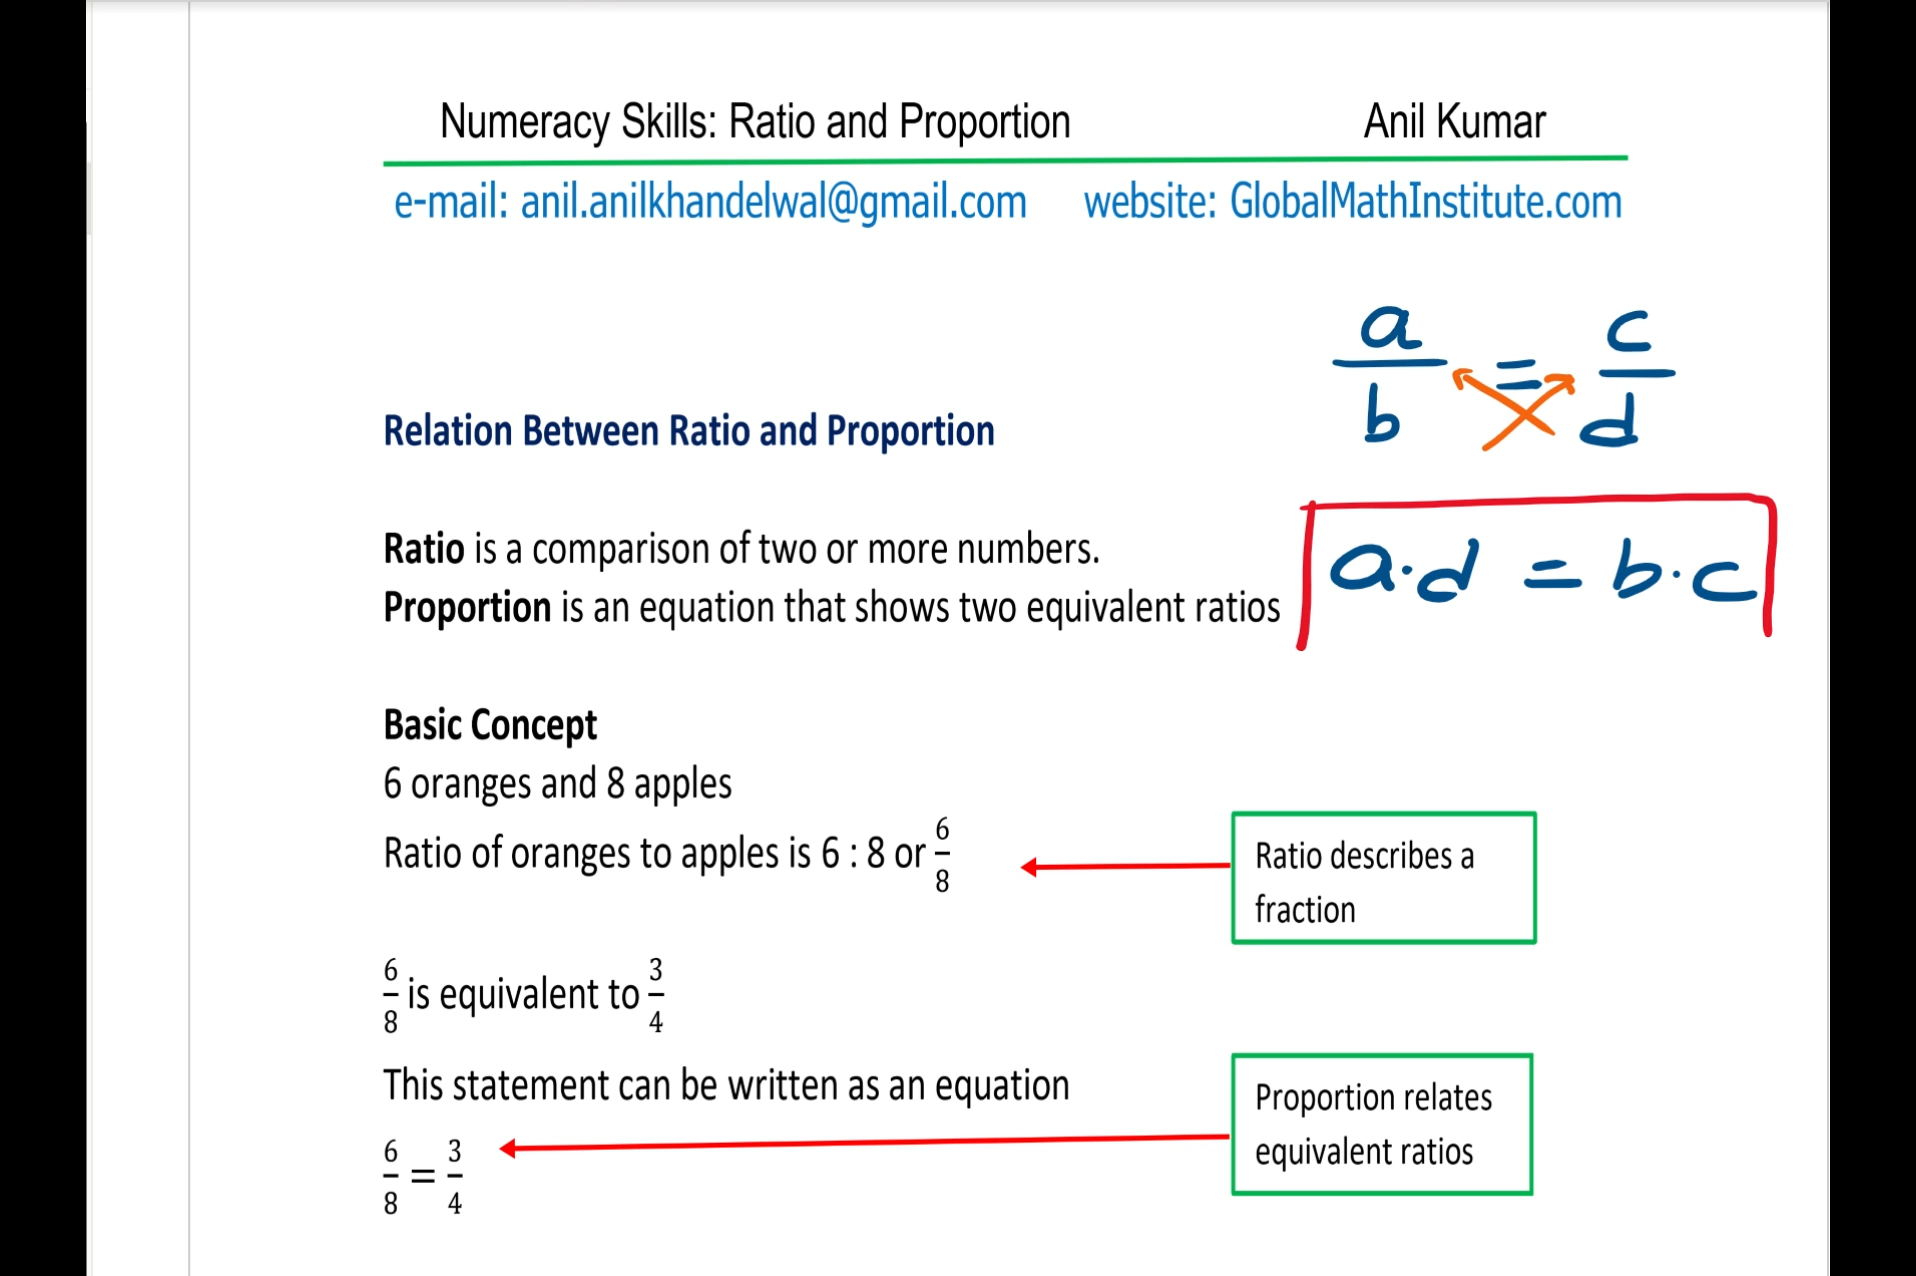 Numeracy Skills: Ratio and Proportion Anil Kumar
e-mail: anil.anilkhandelwal@gmail.com website: GlobalMathInstitute.com
a/b = c/d
Relation Between Ratio and Proportion
Ratio is a comparison of two or more numbers.
Proportion is an equation that shows two equivalent ratios
a·d = b·c
Basic Concept
6 oranges and 8 apples
Ratio of oranges to apples is 6 : 8 or 6/8
Ratio describes a
fraction
6/8 is equivalent to 3/4
This statement can be written as an equation
6/8 = 3/4
Proportion relates
equivalent ratios